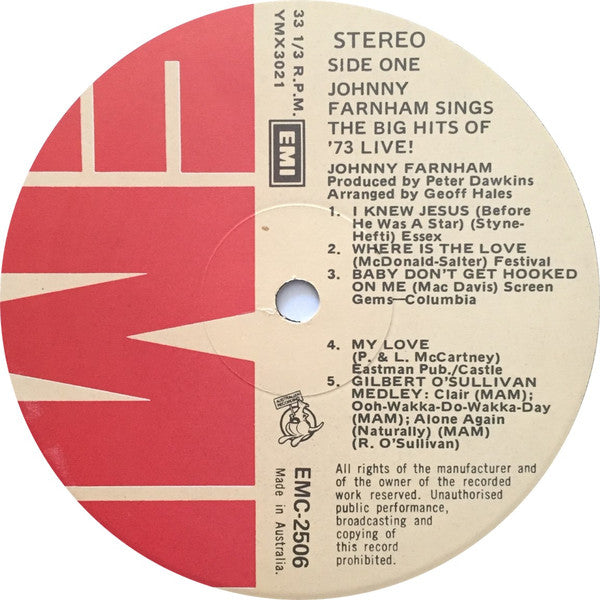 STEREO
SIDE ONE
JOHNNY
FARNHAM SINGS
THE BIG HITS OF
'73 LIVE!
JOHNNY FARNHAM
Produced by Peter Dawkins
Arranged by Geoff Hales
1. I KNEW JESUS (Before
He Was A Star) (Styne-
Hefti) Essex
2. WHERE IS THE LOVE
(McDonald-Salter) Festival
3. BABY DON'T GET HOOKED
ON ME (Mac Davis) Screen
Gems—Columbia
4. MY LOVE
(P. & L. McCartney)
Eastman Pub./Castle
5. GILBERT O'SULLIVAN
MEDLEY: Clair (MAM);
Ooh-Wakka-Do-Wakka-Day
(MAM); Alone Again
(Naturally) (MAM)
(R. O'Sullivan)
All rights of the manufacturer and
of the owner of the recorded
work reserved. Unauthorised
public performance,
broadcasting and
copying of
this record
prohibited.
33 1/3 R.P.M.
YMX3021
EMI
EMC-2506
Made in Australia.
EMI